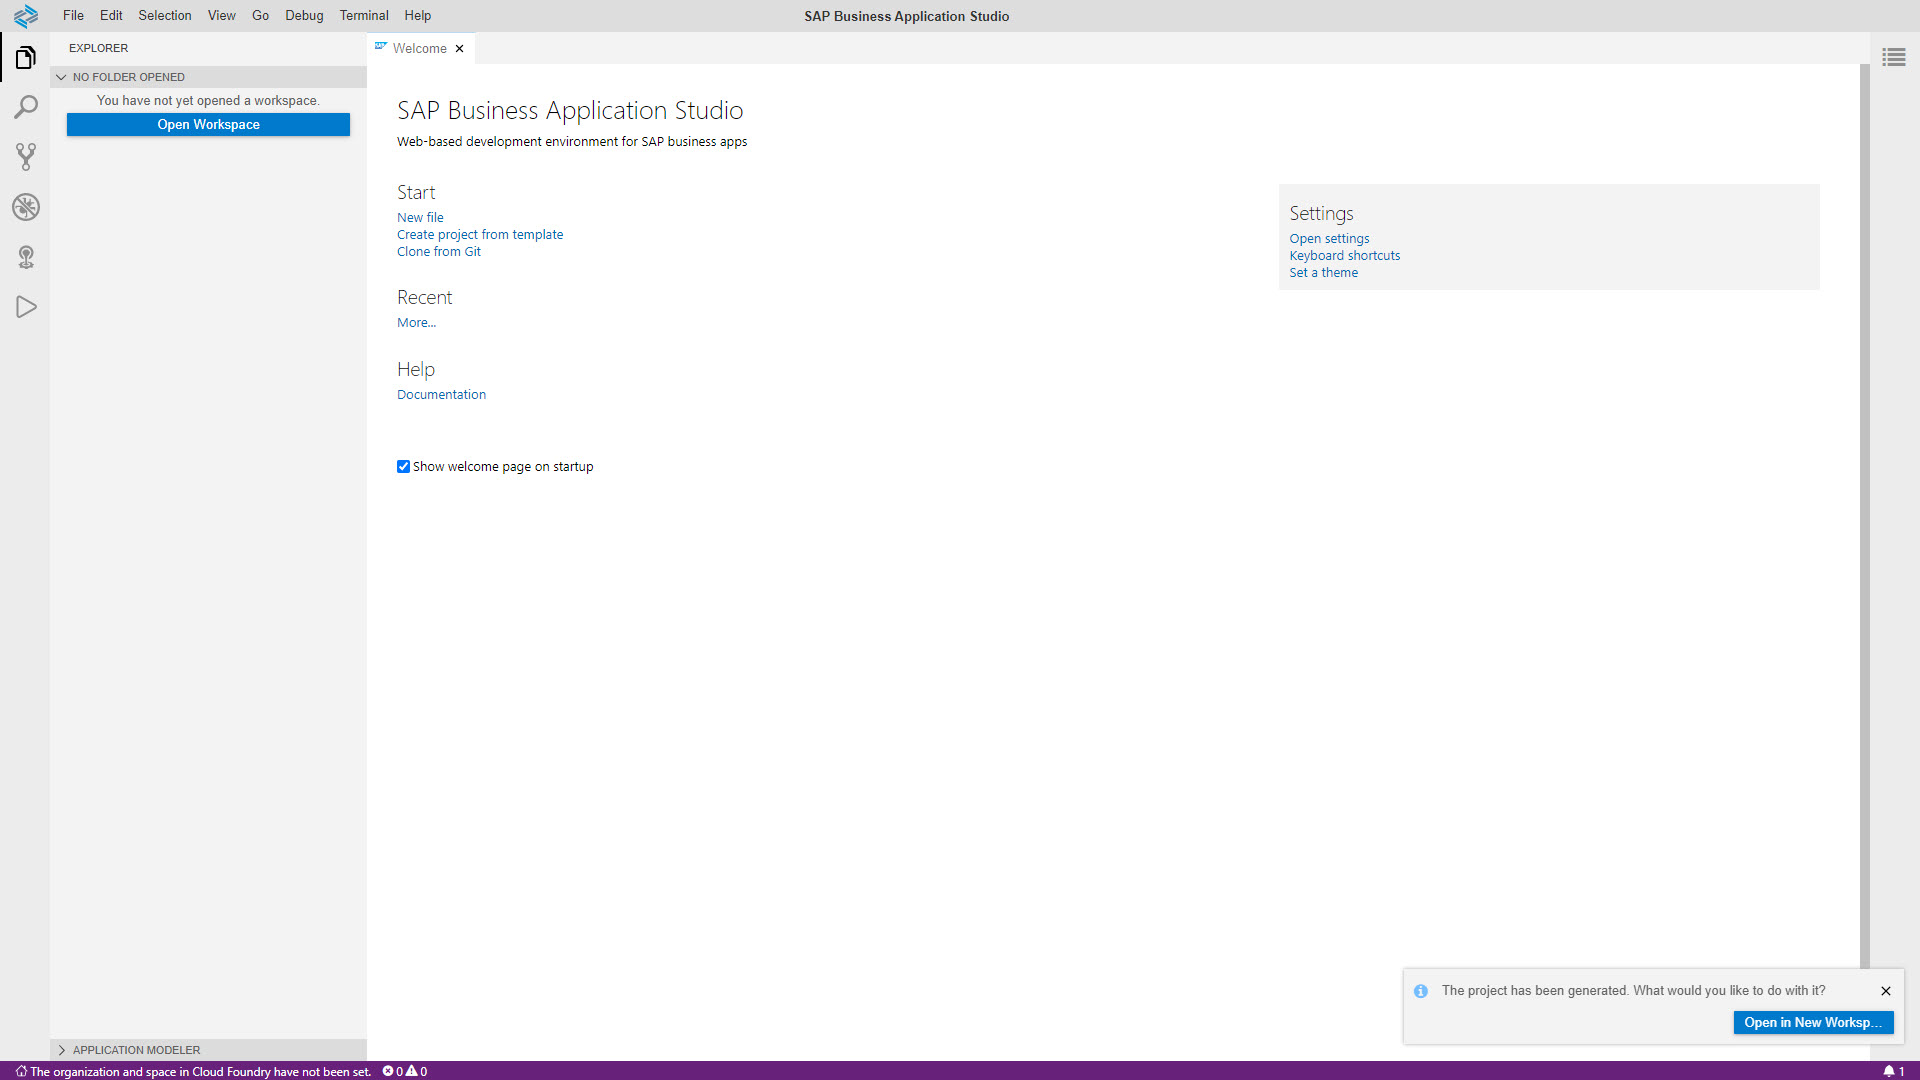 File Edit Selection View Go Debug Terminal Help
SAP Business Application Studio
EXPLORER
NO FOLDER OPENED
You have not yet opened a workspace.
Open Workspace
APPLICATION MODELER
SAP Welcome
SAP Business Application Studio
Web-based development environment for SAP business apps
Start
New file
Create project from template
Clone from Git
Recent
More...
Help
Documentation
Show welcome page on startup
Settings
Open settings
Keyboard shortcuts
Set a theme
The project has been generated. What would you like to do with it?
Open in New Worksp...
The organization and space in Cloud Foundry have not been set. 0 0
1